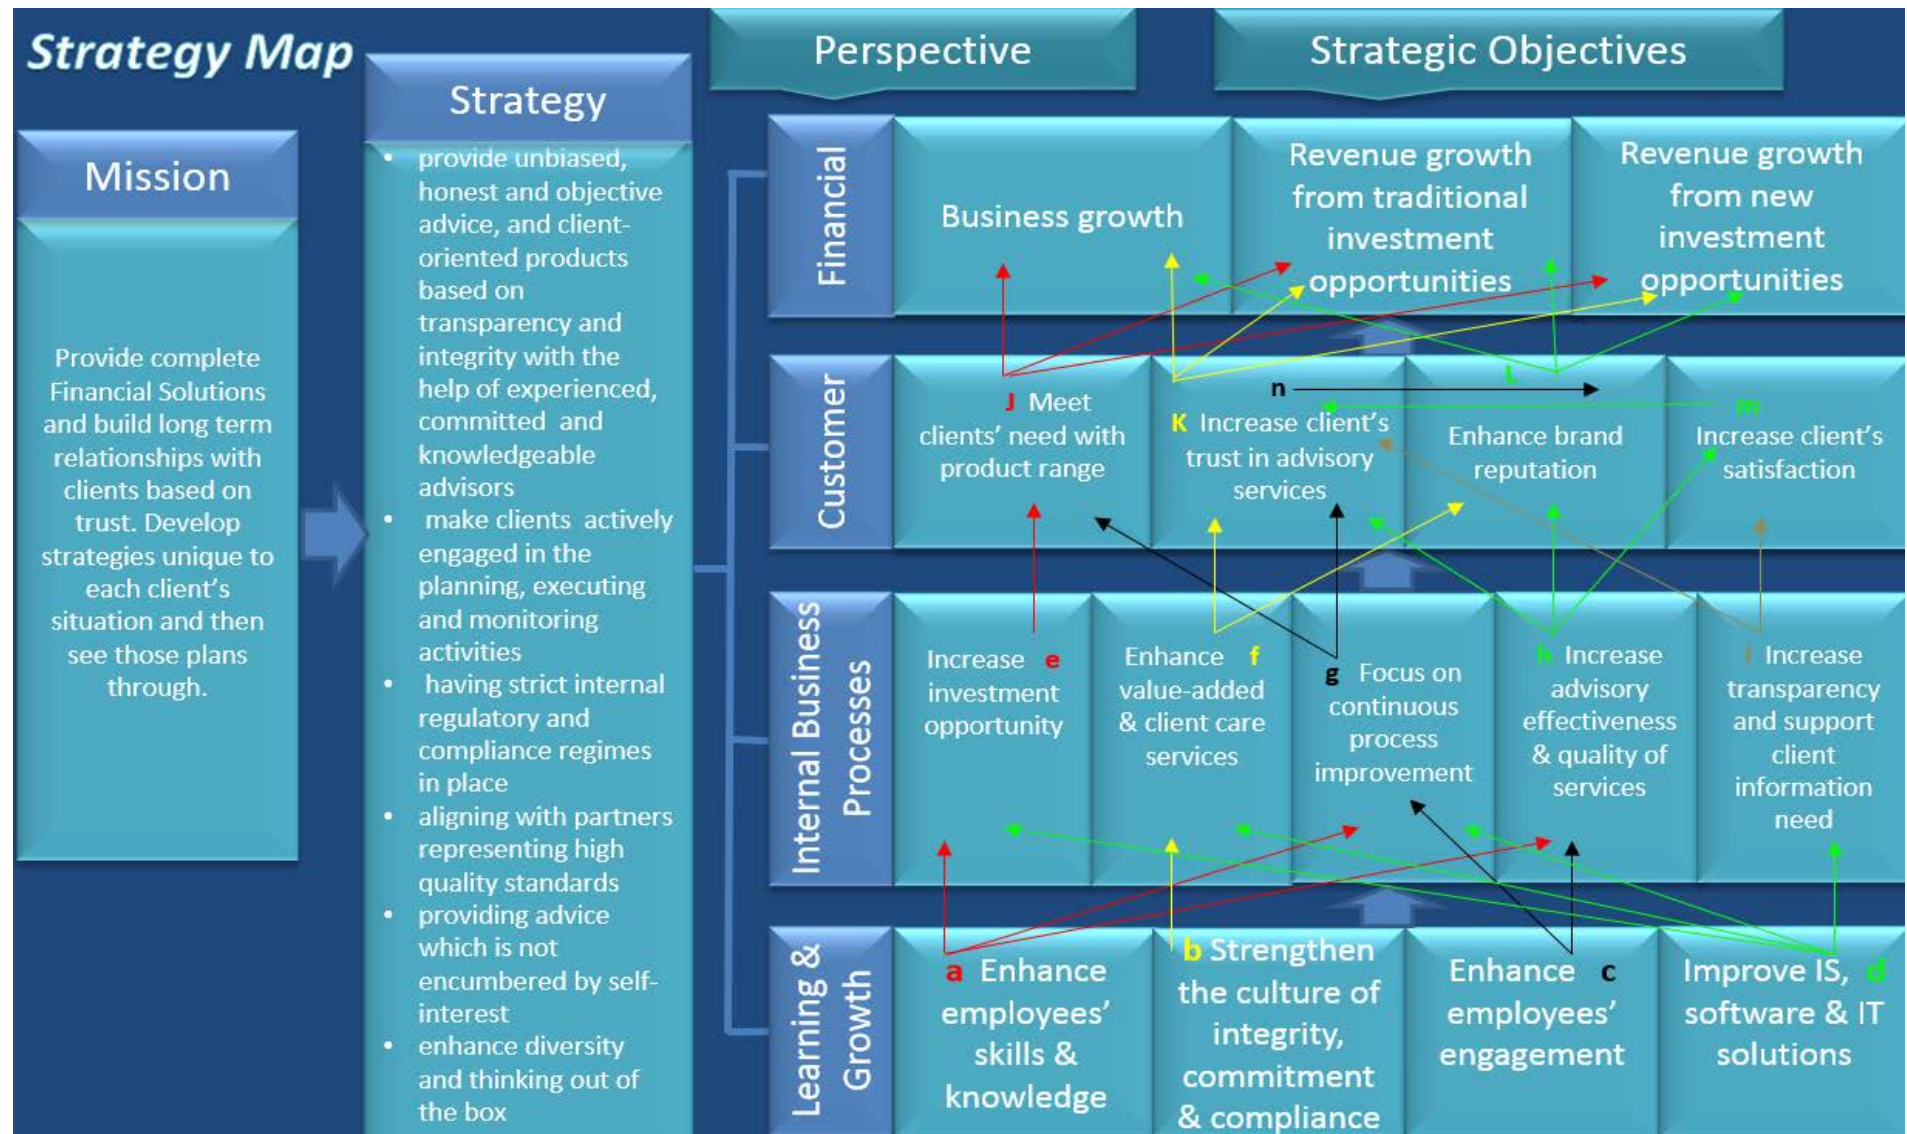 Strategy Map
Mission
Provide complete
Financial Solutions
and build long term
relationships with
clients based on
trust. Develop
strategies unique to
each client's
situation and then
see those plans
through.
Strategy
• provide unbiased,
honest and objective
advice, and client-
oriented products
based on
transparency and
integrity with the
help of experienced,
committed and
knowledgeable
advisors
• make clients actively
engaged in the
planning, executing
and monitoring
activities
• having strict internal
regulatory and
compliance regimes
in place
• aligning with partners
representing high
quality standards
• providing advice
which is not
encumbered by self-
interest
• enhance diversity
and thinking out of
the box
Perspective
Strategic Objectives
Financial
Business growth
Revenue growth
from traditional
investment
opportunities
Revenue growth
from new
investment
opportunities
Customer
J Meet
clients' need with
product range
K Increase client's
trust in advisory
services
n
L
Enhance brand
reputation
m
Increase client's
satisfaction
Internal Business
Processes
Increase e
investment
opportunity
Enhance f
value-added
& client care
services
g Focus on
continuous
process
improvement
h Increase
advisory
effectiveness
& quality of
services
i Increase
transparency
and support
client
information
need
Learning &
Growth
a Enhance
employees'
skills &
knowledge
b Strengthen
the culture of
integrity,
commitment
& compliance
Enhance c
employees'
engagement
Improve IS, d
software & IT
solutions